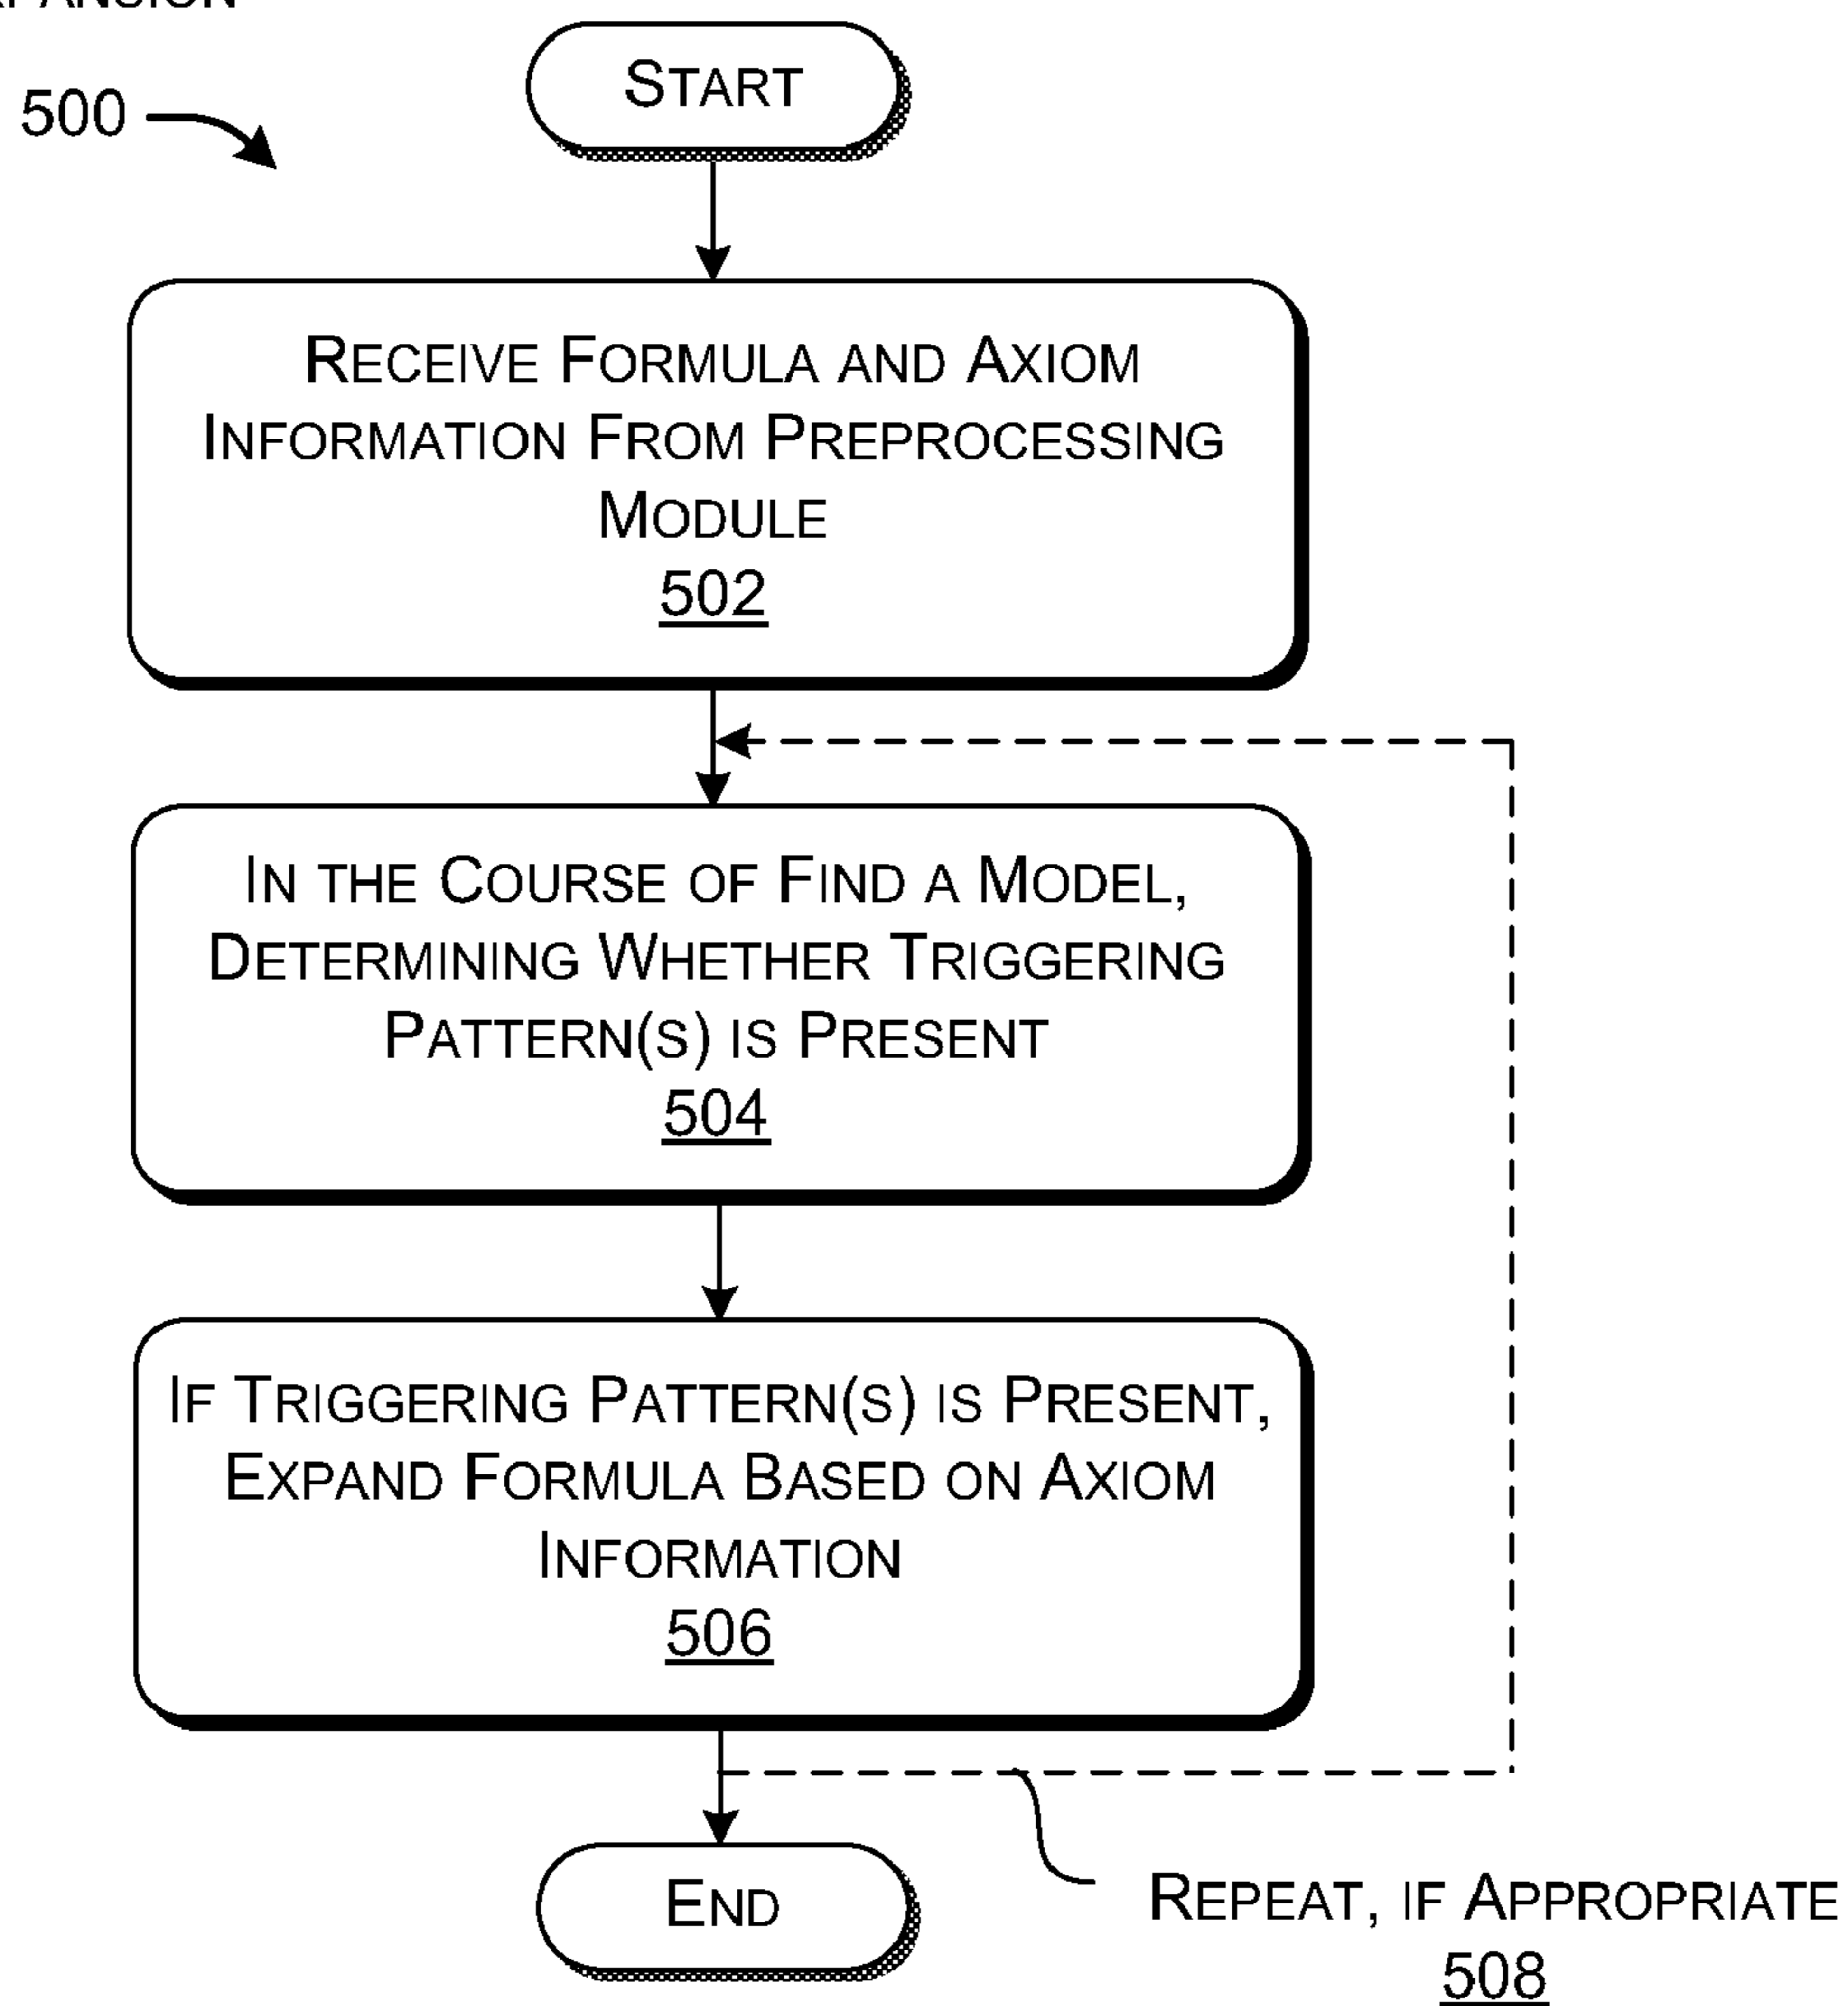 500
START
RECEIVE FORMULA AND AXIOM
INFORMATION FROM PREPROCESSING
MODULE
502
IN THE COURSE OF FIND A MODEL,
DETERMINING WHETHER TRIGGERING
PATTERN(S) IS PRESENT
504
IF TRIGGERING PATTERN(S) IS PRESENT,
EXPAND FORMULA BASED ON AXIOM
INFORMATION
506
END
REPEAT, IF APPROPRIATE
508